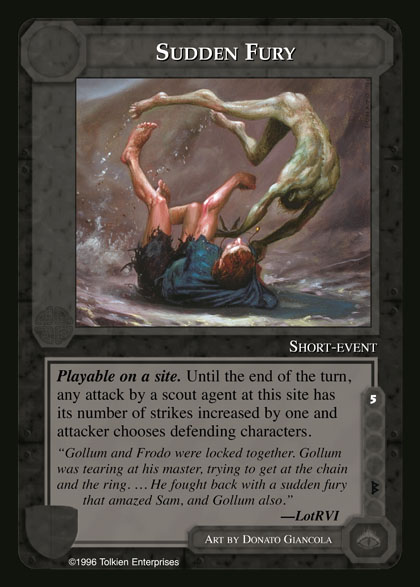 SUDDEN FURY
SHORT-EVENT
Playable on a site. Until the end of the turn,
any attack by a scout agent at this site has
its number of strikes increased by one and
attacker chooses defending characters.
5
“Gollum and Frodo were locked together. Gollum
was tearing at his master, trying to get at the chain
and the ring. … He fought back with a sudden fury
that amazed Sam, and Gollum also.”
—LotRVI
ART BY DONATO GIANCOLA
©1996 Tolkien Enterprises